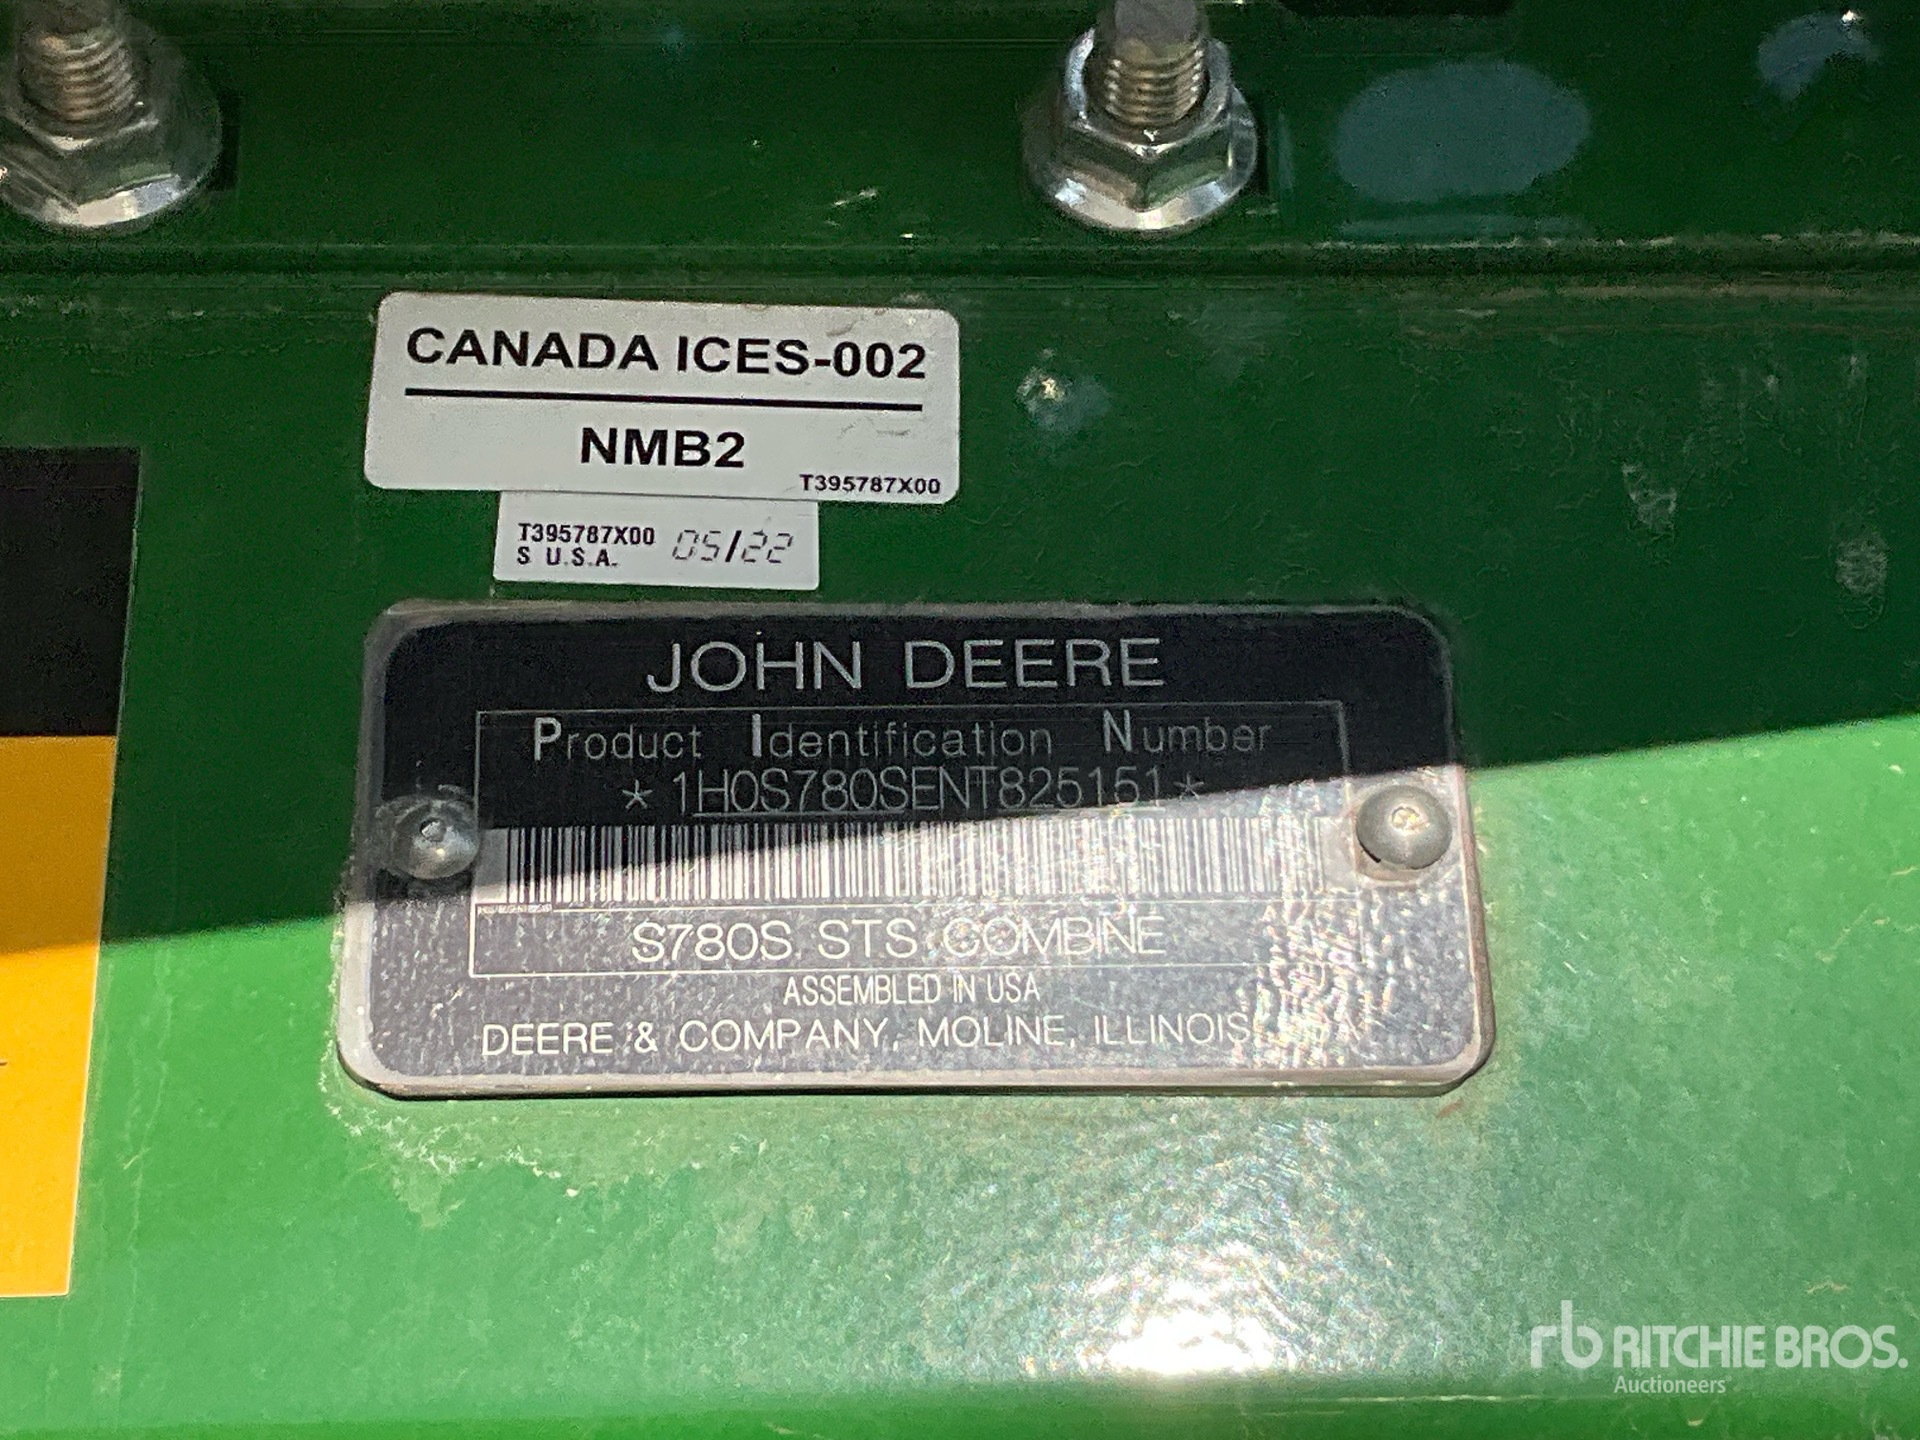 CANADA ICES-002
NMB2
T395787X00
T395787X00
S U.S.A.
05/22
JOHN DEERE
Product Identification Number
*1H0S780SENT825151*
S780S STS COMBINE
ASSEMBLED IN USA
DEERE & COMPANY, MOLINE, ILLINOIS
rb RITCHIE BROS.
Auctioneers